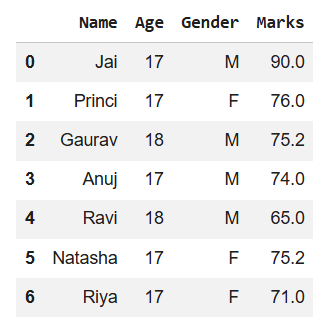 Name Age Gender Marks
0 Jai 17 M 90.0
1 Princi 17 F 76.0
2 Gaurav 18 M 75.2
3 Anuj 17 M 74.0
4 Ravi 18 M 65.0
5 Natasha 17 F 75.2
6 Riya 17 F 71.0